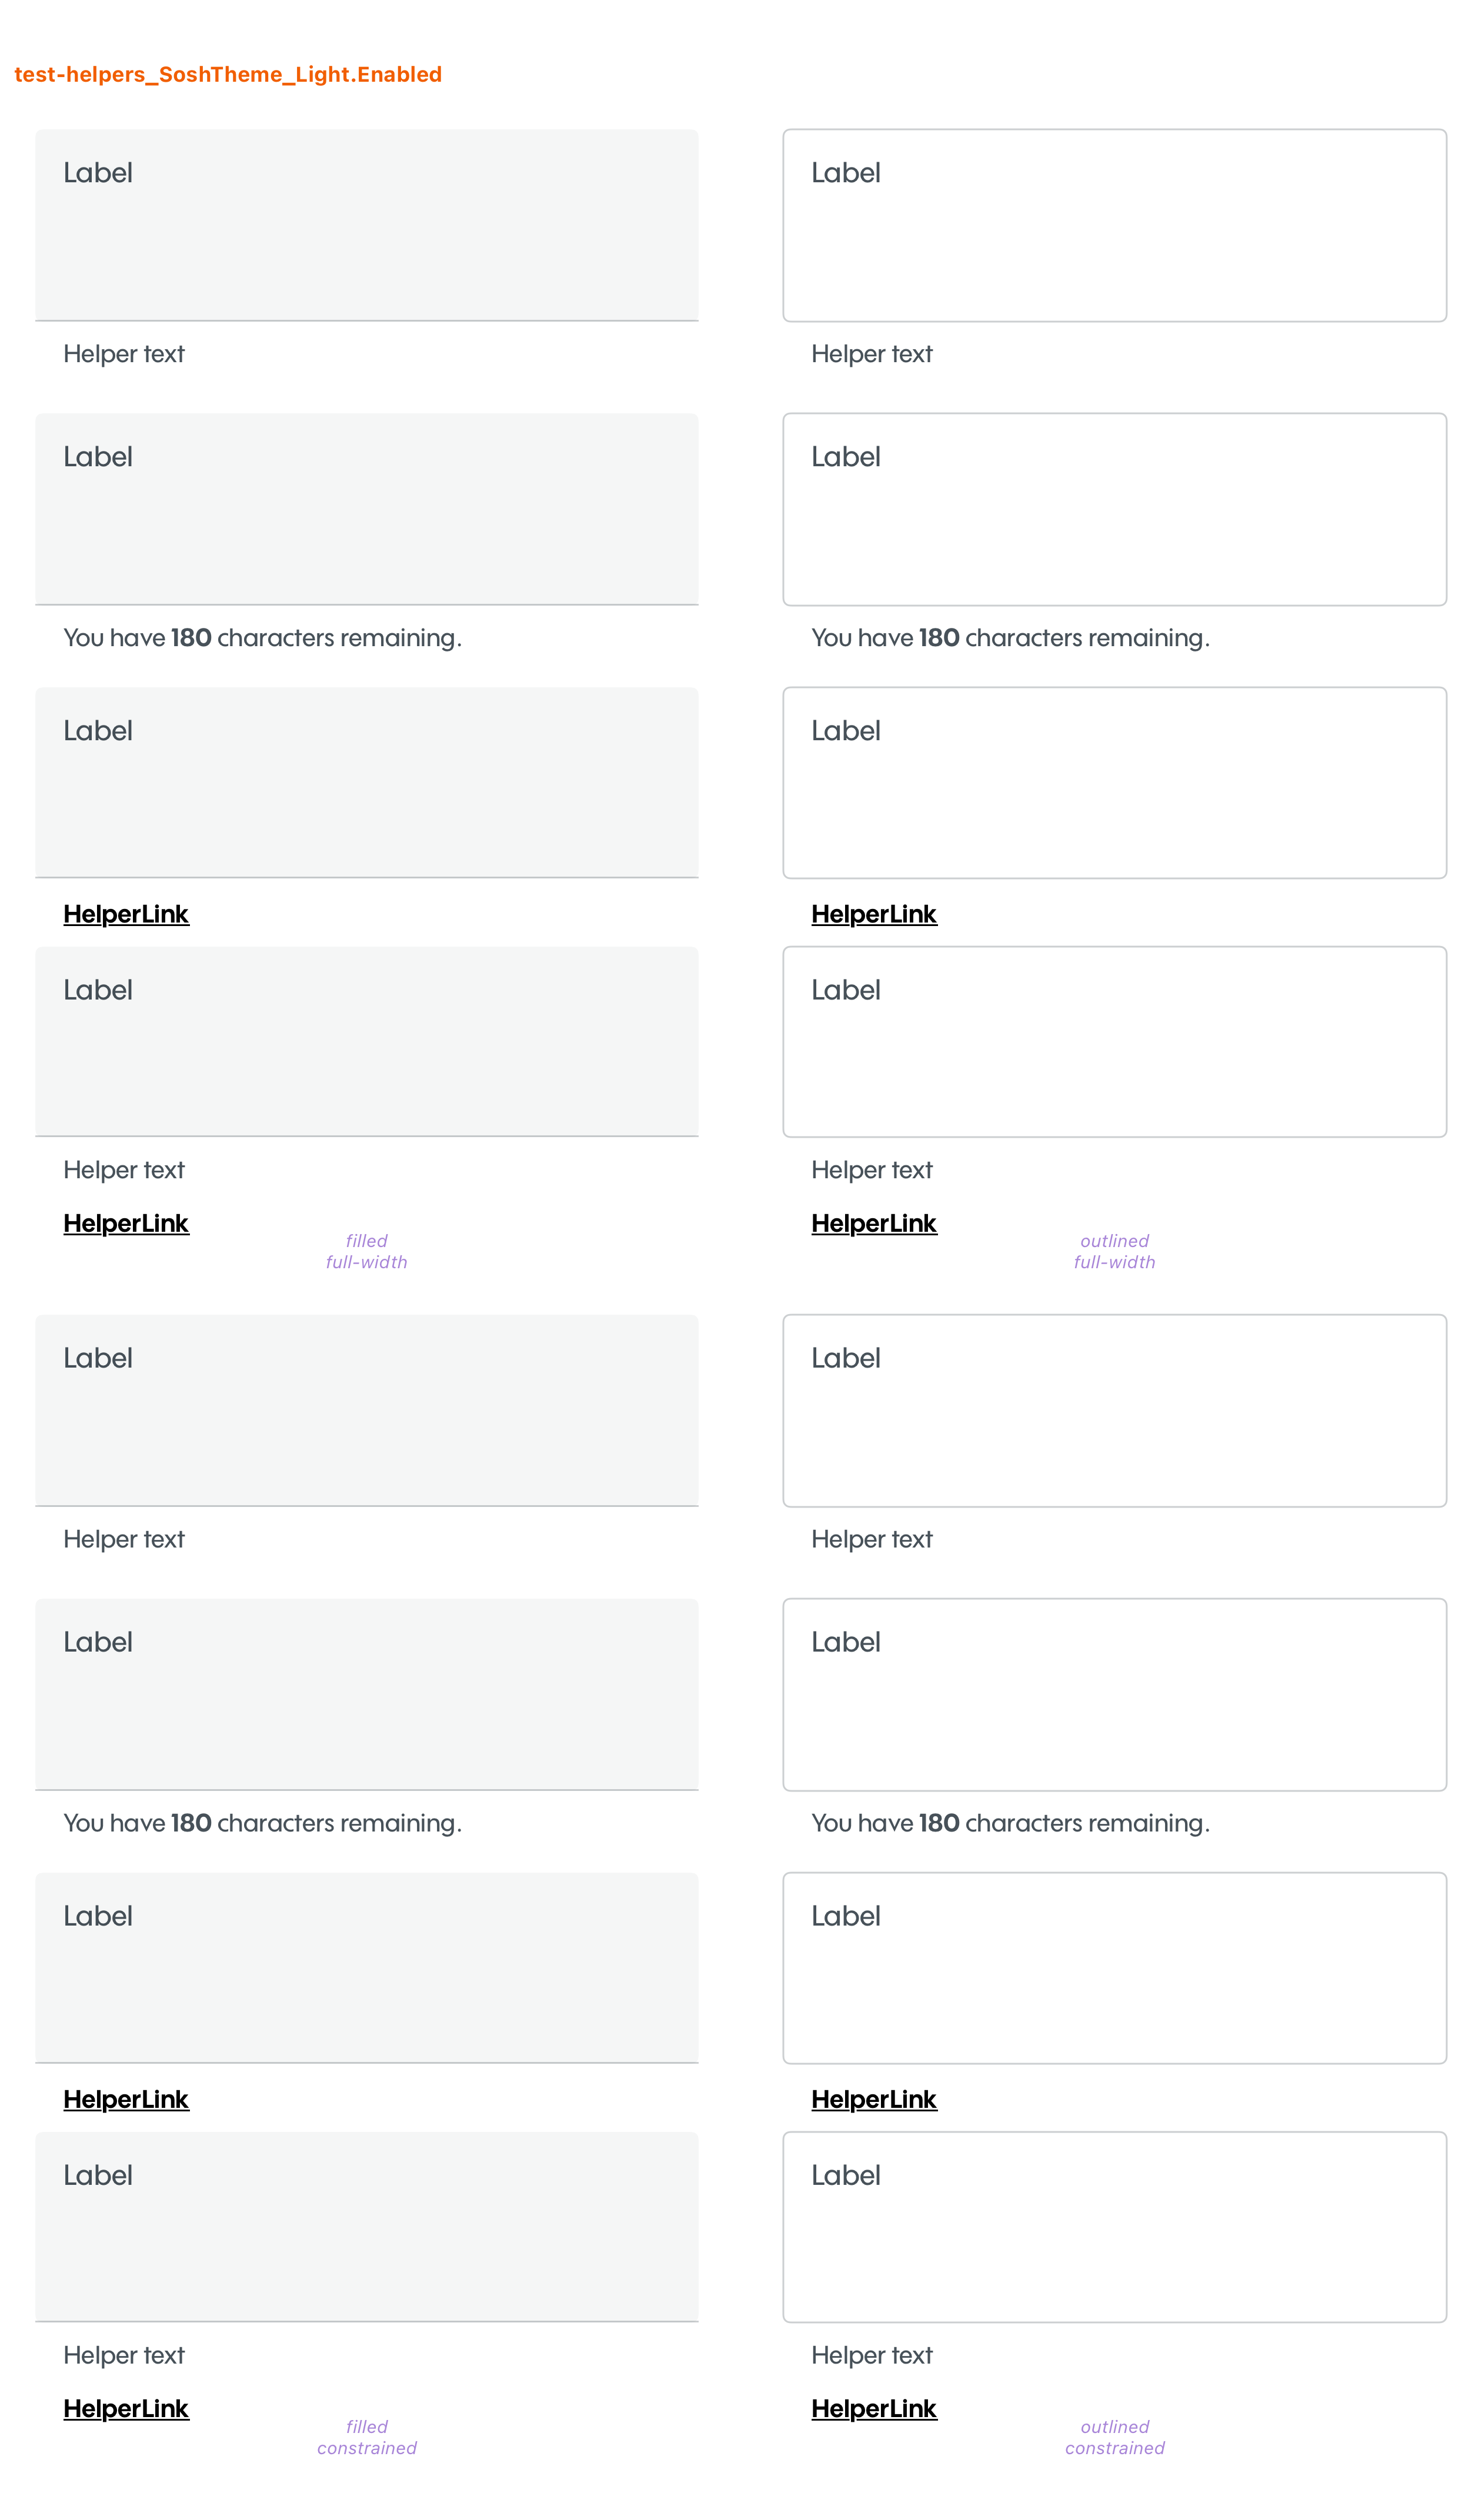 test-helpers_SoshTheme_Light.Enabled
Label
Label
Helper text
Helper text
Label
Label
You have 180 characters remaining.
You have 180 characters remaining.
Label
Label
HelperLink
HelperLink
Label
Label
Helper text
Helper text
HelperLink
HelperLink
filled
full-width
outlined
full-width
Label
Label
Helper text
Helper text
Label
Label
You have 180 characters remaining.
You have 180 characters remaining.
Label
Label
HelperLink
HelperLink
Label
Label
Helper text
Helper text
HelperLink
HelperLink
filled
constrained
outlined
constrained